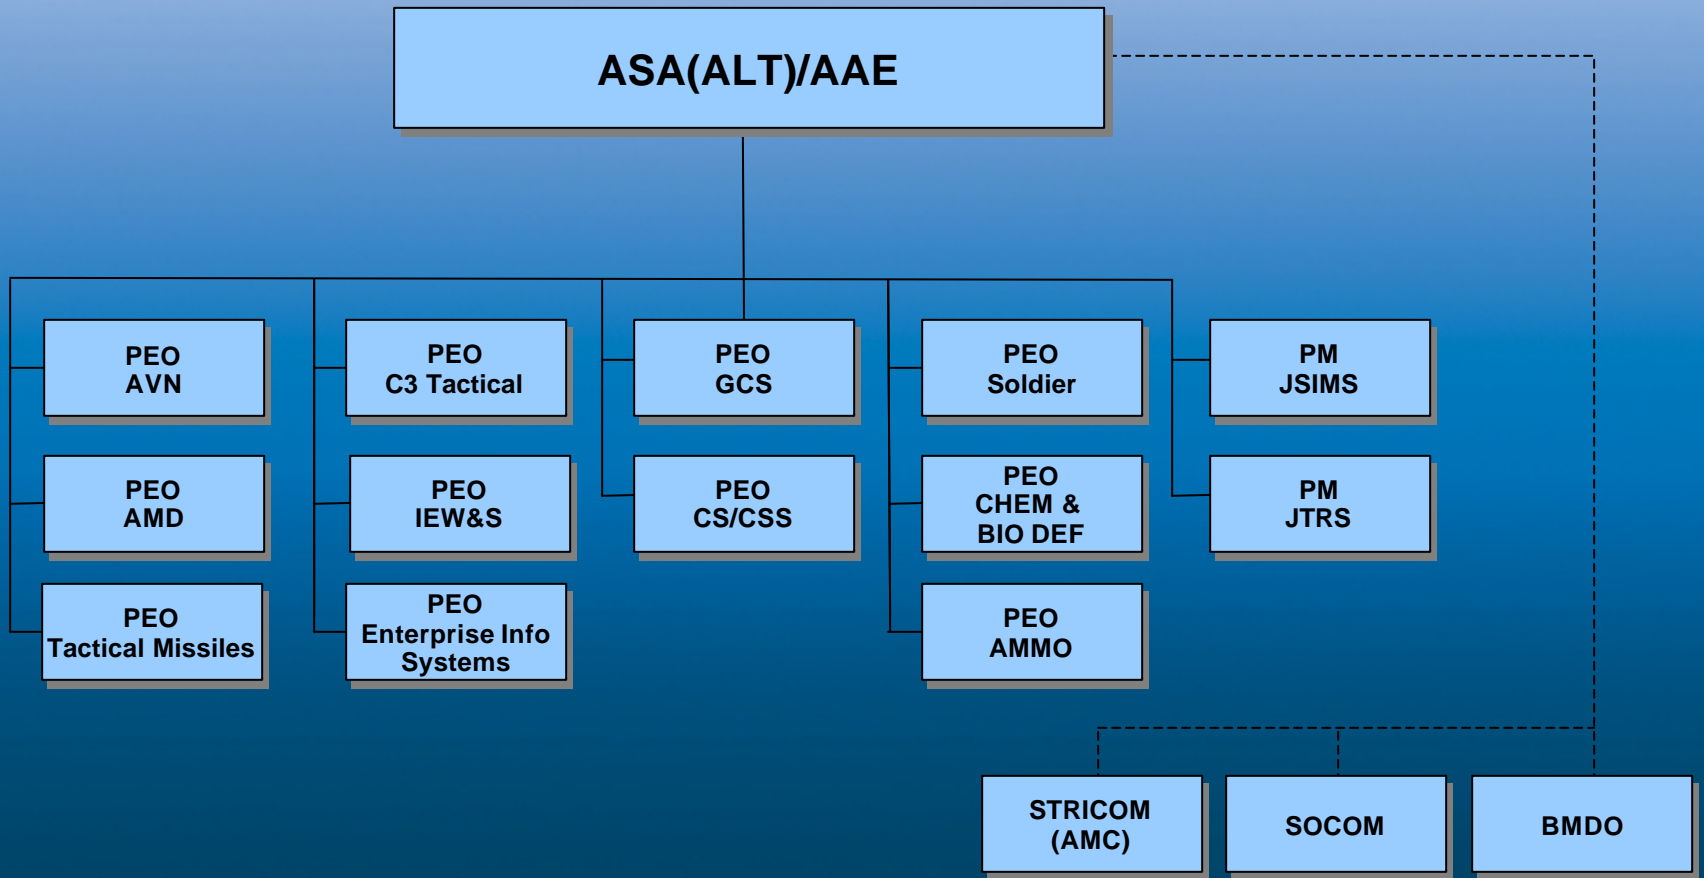 ASA(ALT)/AAE
PEO
AVN
PEO
C3 Tactical
PEO
GCS
PEO
Soldier
PM
JSIMS
PEO
AMD
PEO
IEW&S
PEO
CS/CSS
PEO
CHEM &
BIO DEF
PM
JTRS
PEO
Tactical Missiles
PEO
Enterprise Info
Systems
PEO
AMMO
STRICOM
(AMC)
SOCOM
BMDO